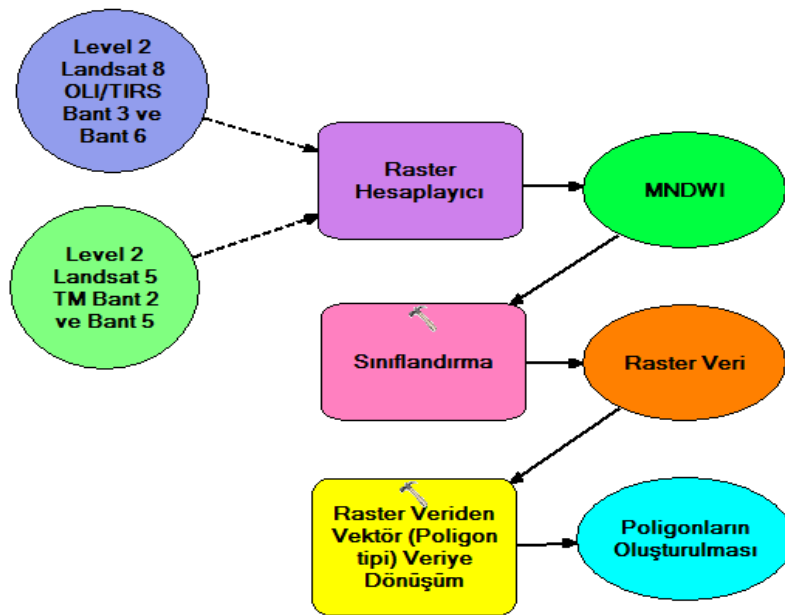 Level 2
Landsat 8
OLI/TIRS
Bant 3 ve
Bant 6
Raster
Hesaplayıcı
MNDWI
Level 2
Landsat 5
TM Bant 2
ve Bant 5
Sınıflandırma
Raster Veri
Raster Veriden
Vektör (Poligon
tipi) Veriye
Dönüşüm
Poligonların
Oluşturulması